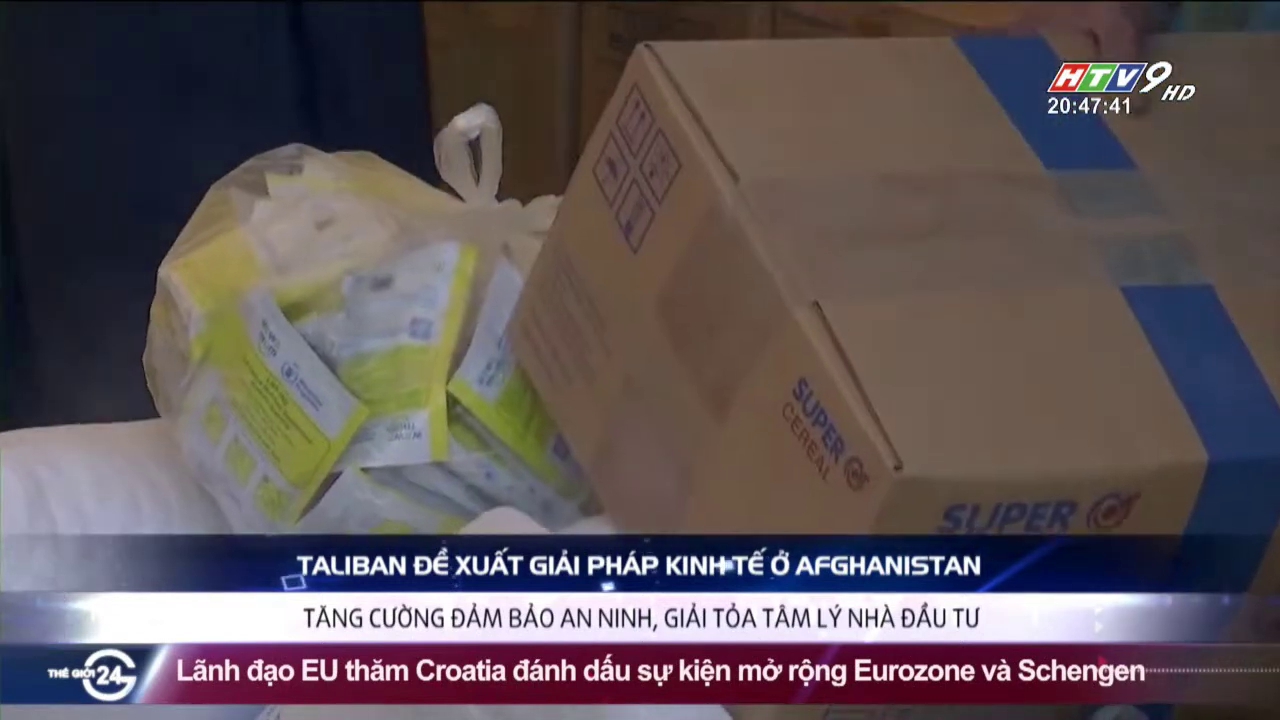 HTV9 HD
20:47:41
SUPER
CEREAL
SUPER
TALIBAN ĐỀ XUẤT GIẢI PHÁP KINH TẾ Ở AFGHANISTAN
TĂNG CƯỜNG ĐẢM BẢO AN NINH, GIẢI TỎA TÂM LÝ NHÀ ĐẦU TƯ
THẾ GIỚI 24G
Lãnh đạo EU thăm Croatia đánh dấu sự kiện mở rộng Eurozone và Schengen